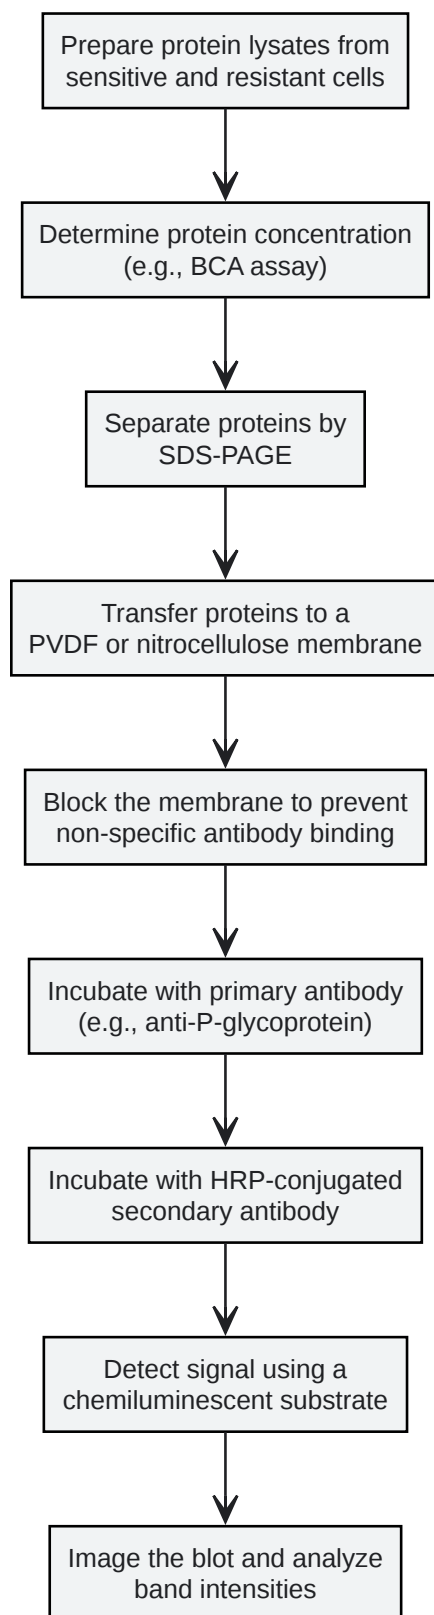 Prepare protein lysates from
sensitive and resistant cells
Determine protein concentration
(e.g., BCA assay)
Separate proteins by
SDS-PAGE
Transfer proteins to a
PVDF or nitrocellulose membrane
Block the membrane to prevent
non-specific antibody binding
Incubate with primary antibody
(e.g., anti-P-glycoprotein)
Incubate with HRP-conjugated
secondary antibody
Detect signal using a
chemiluminescent substrate
Image the blot and analyze
band intensities